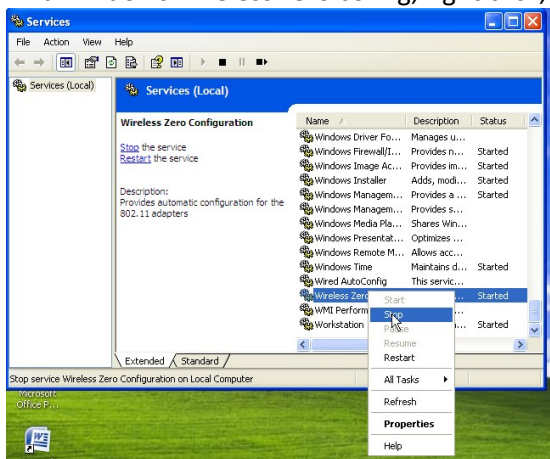 Services
File Action View Help
Services (Local)
Services (Local)
Wireless Zero Configuration
Stop the service
Restart the service
Description:
Provides automatic configuration for the
802.11 adapters
Name Description Status
Windows Driver Fo... Manages u...
Windows Firewall/I... Provides n... Started
Windows Image Ac... Provides im... Started
Windows Installer Adds, modi... Started
Windows Managem... Provides a ... Started
Windows Managem... Provides s...
Windows Media Pla... Shares Win...
Windows Presentat... Optimizes ...
Windows Remote M... Allows acc...
Windows Time Maintains d... Started
Wired AutoConfig This servic...
Wireless Zero ... Started
WMI Perform ...
Workstation ... Started
Start
Stop
Pause
Resume
Restart
All Tasks
Refresh
Properties
Help
Extended Standard
Stop service Wireless Zero Configuration on Local Computer
Microsoft
Office P...